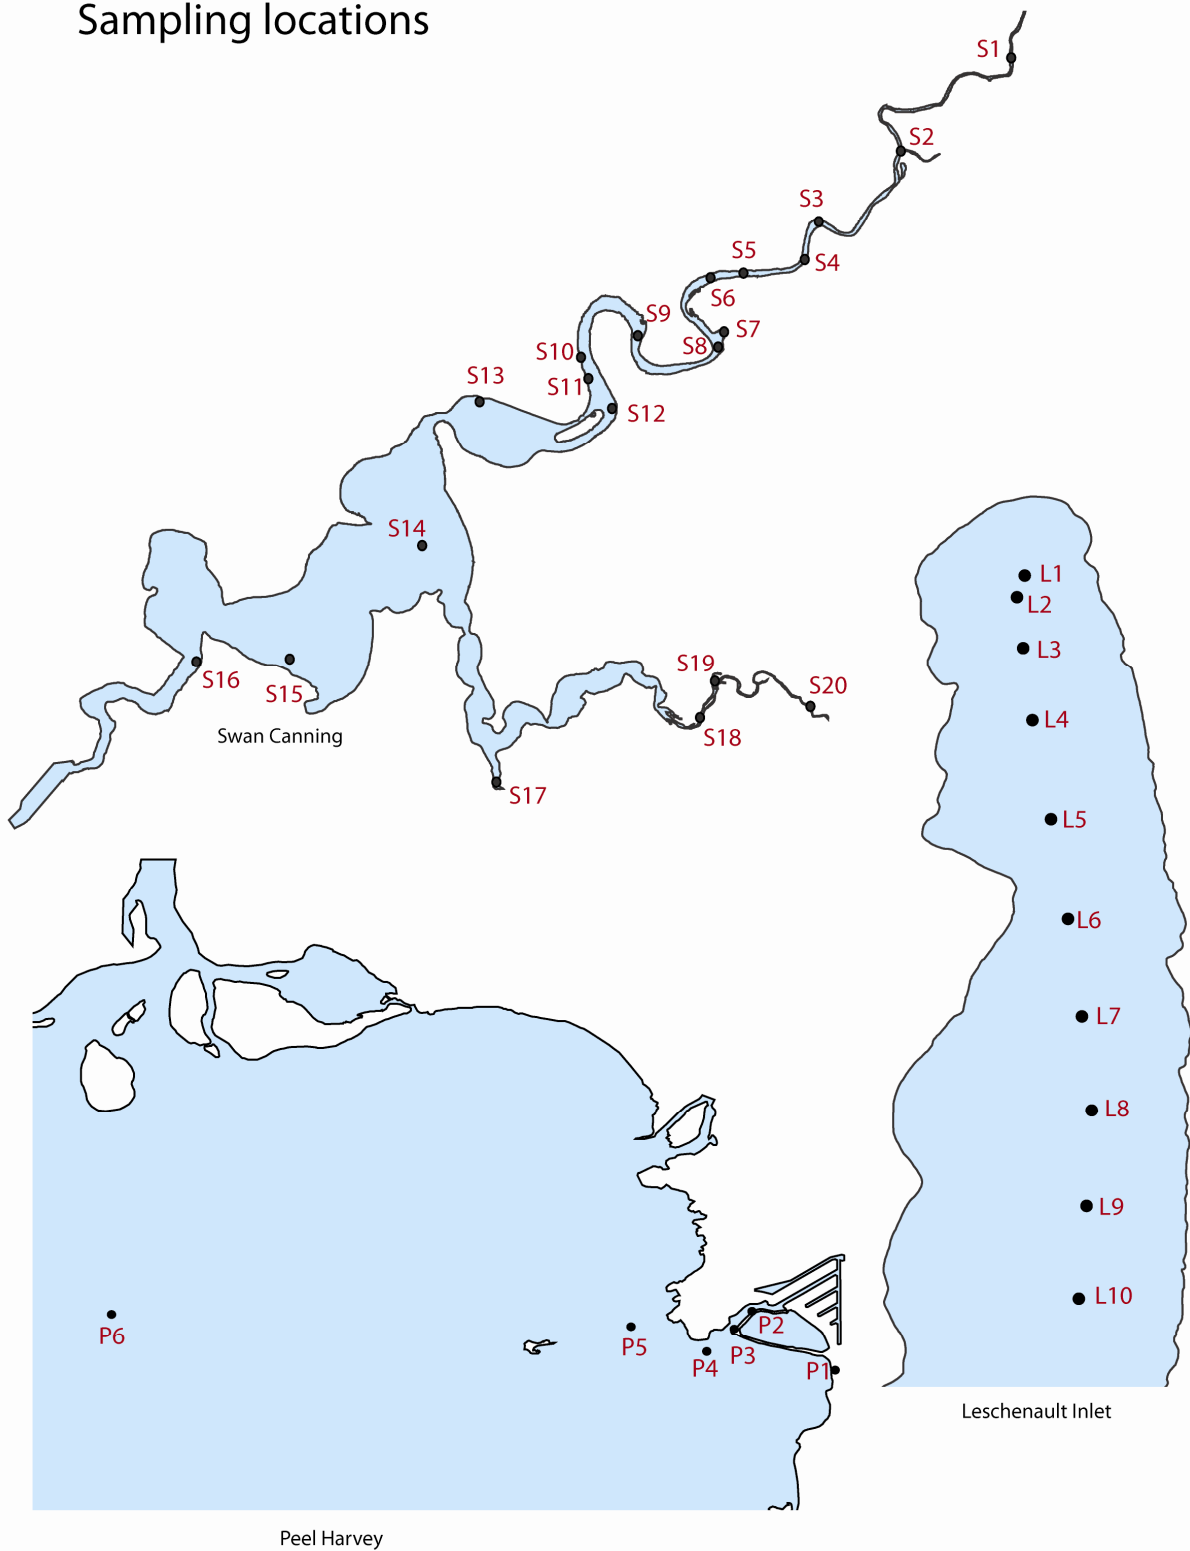 Sampling locations
S1
S2
S3
S4
S5
S6
S7
S8
S9
S10
S11
S12
S13
S14
S15
S16
S17
S18
S19
S20
Swan Canning
L1
L2
L3
L4
L5
L6
L7
L8
L9
L10
Leschenault Inlet
P1
P2
P3
P4
P5
P6
Peel Harvey